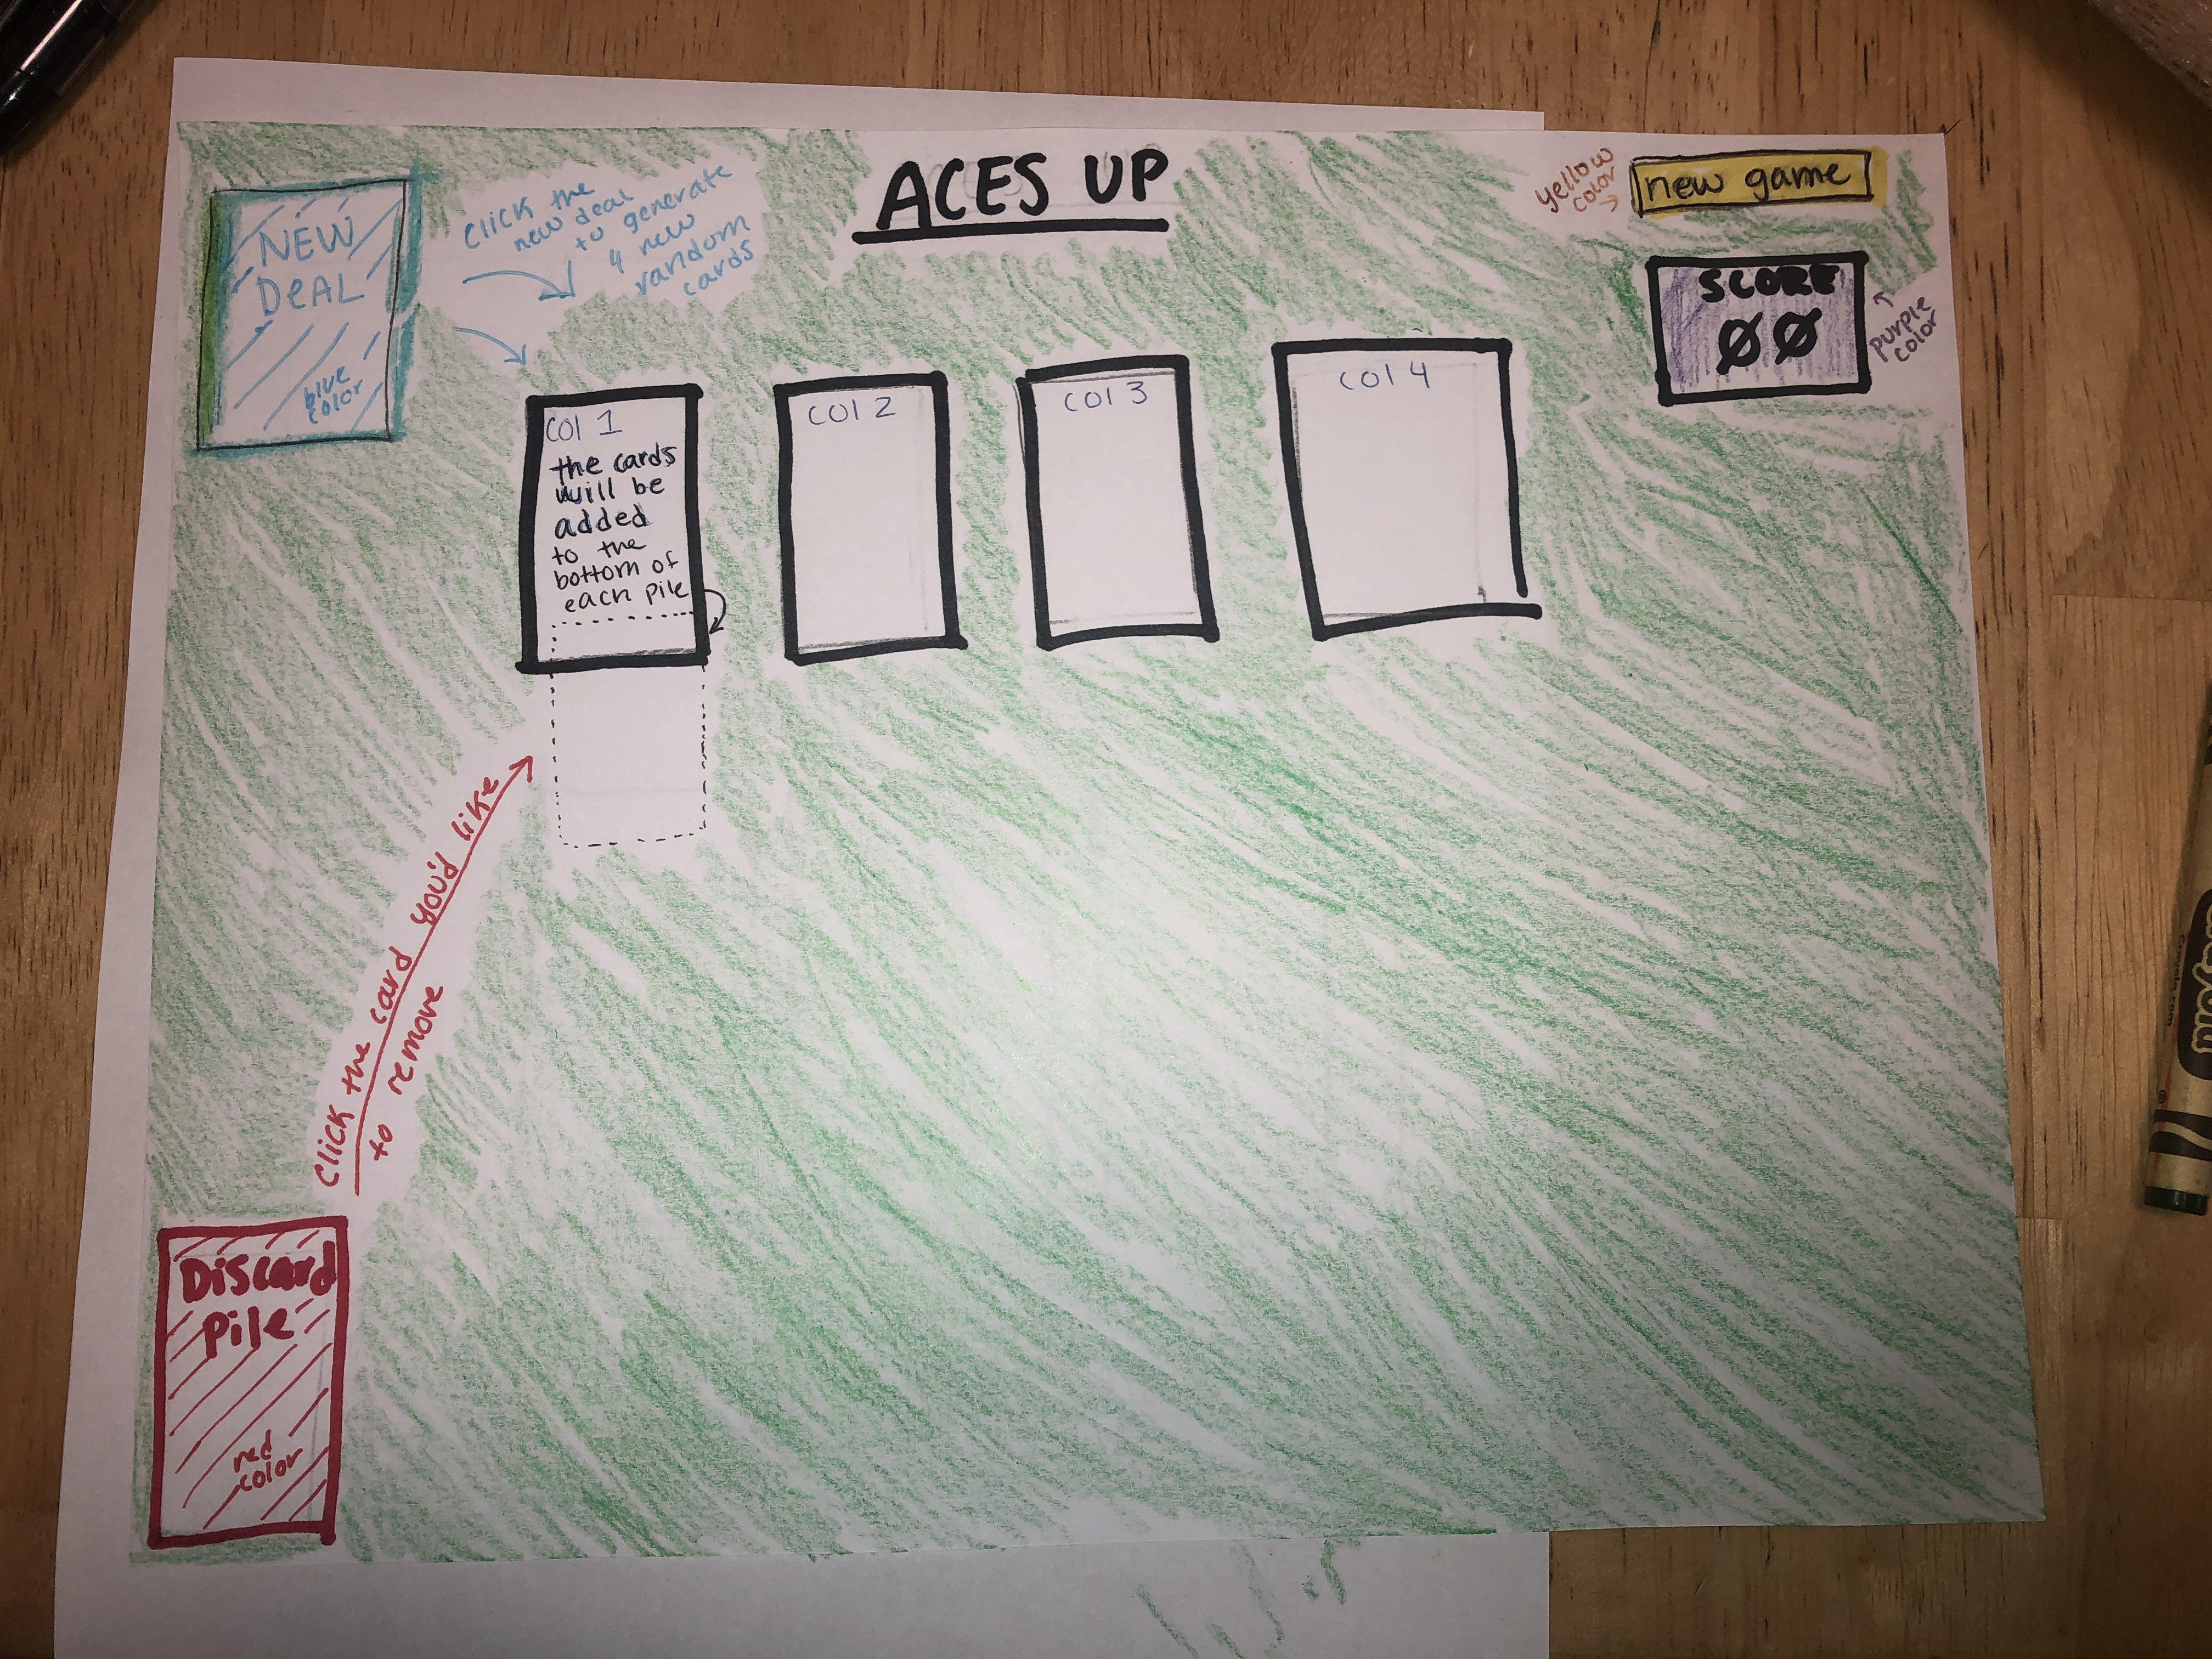 ACES UP
new game
yellow
color
SCORE
00
purple
color
NEW
DEAL
blue
color
click the
new deal
to generate
4 new
random
cards
COl 1
the cards
will be
added
to the
bottom of
each pile
COl 2
COl 3
COl 4
Click the card you'd like
to remove
Discard
Pile
red
color
Crayola.com